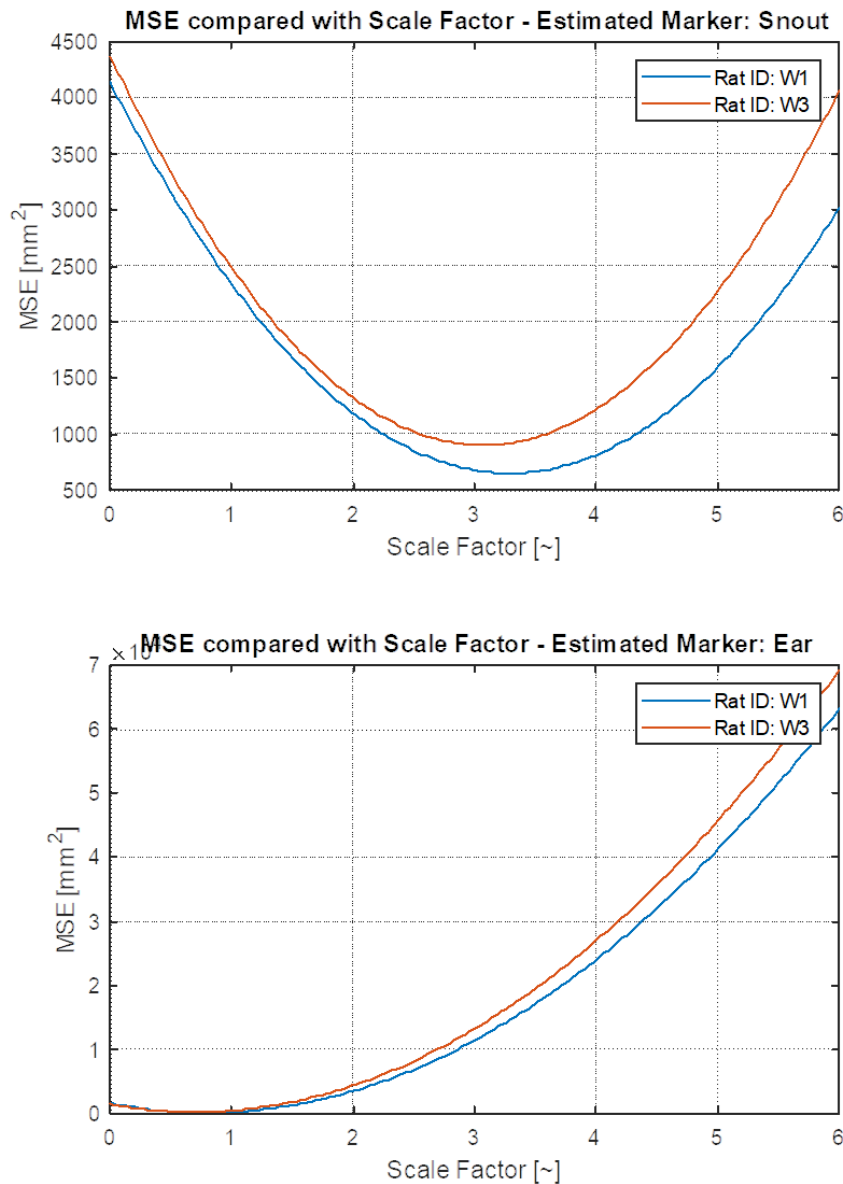 MSE compared with Scale Factor - Estimated Marker: Snout
4500
4000
3500
3000
2500
2000
1500
1000
500
MSE [mm²]
Rat ID: W1
Rat ID: W3
0 1 2 3 4 5 6
Scale Factor [~]
MSE compared with Scale Factor - Estimated Marker: Ear
7
6
5
4
3
2
1
0
MSE [mm²]
Rat ID: W1
Rat ID: W3
0 1 2 3 4 5 6
Scale Factor [~]